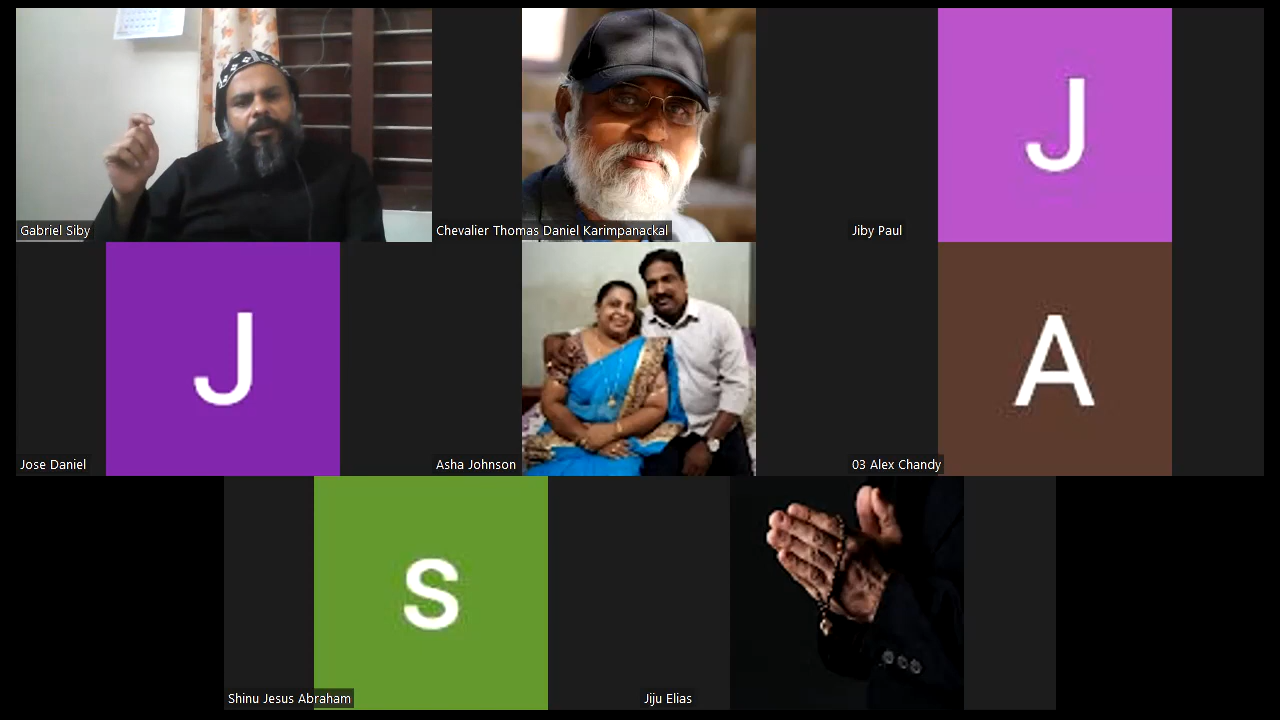 Gabriel Siby
Chevalier Thomas Daniel Karimpanackal
J
Jiby Paul
J
Jose Daniel
Asha Johnson
A
03 Alex Chandy
S
Shinu Jesus Abraham
Jiju Elias